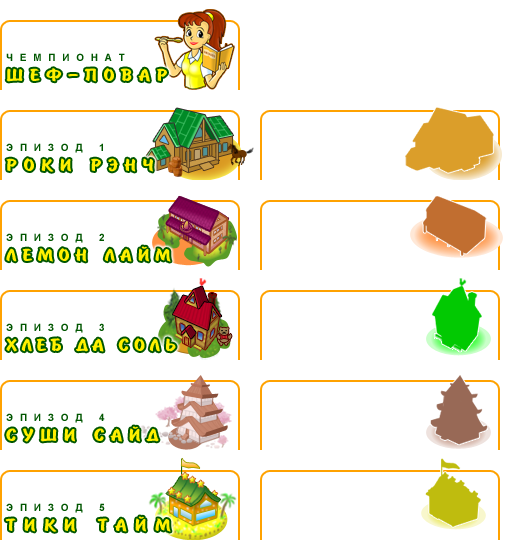 ЧЕМПИОНАТ
ШЕФ-ПОВАР
ЭПИЗОД 1
РОКИ РЭНЧ
ЭПИЗОД 2
ЛЕМОН ЛАЙМ
ЭПИЗОД 3
ХЛЕБ ДА СОЛЬ
ЭПИЗОД 4
СУШИ САЙД
ЭПИЗОД 5
ТИКИ ТАЙМ